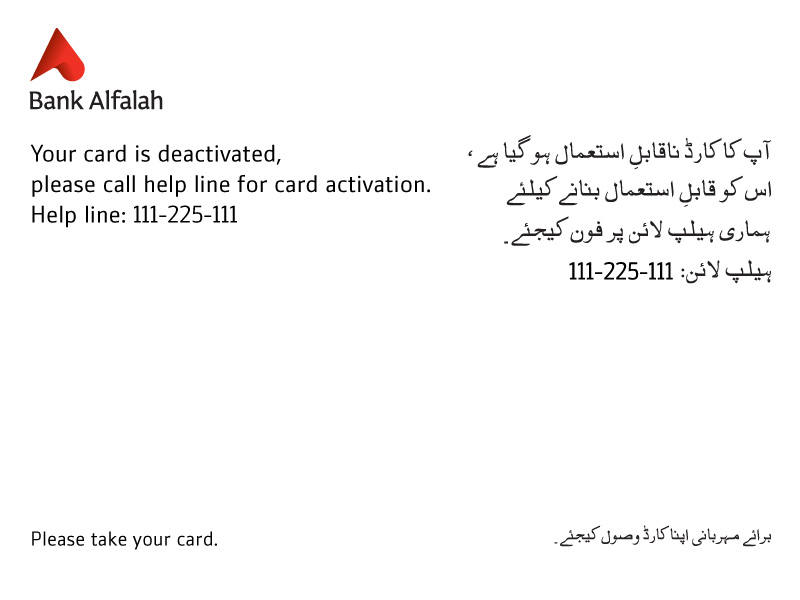 Bank Alfalah
Your card is deactivated,
please call help line for card activation.
Help line: 111-225-111
آپ کا کارڈ ناقابلِ استعمال ہو گیا ہے ،
اس کو قابلِ استعمال بنانے کیلئے
ہماری ہیلپ لائن پر فون کیجئے۔
ہیلپ لائن: 111-225-111
Please take your card.
برائے مہربانی اپنا کارڈ وصول کیجئے۔